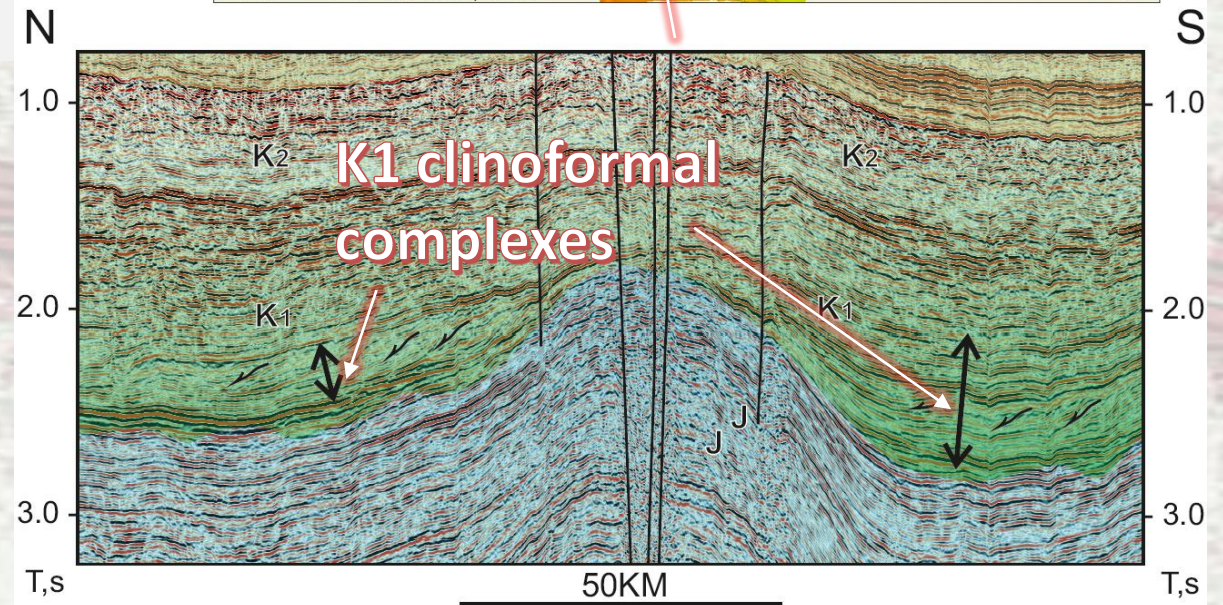 N
S
1.0
1.0
K2
K2
K1 clinoformal
complexes
2.0
2.0
K1
K1
J
J
3.0
3.0
T,s
50KM
T,s